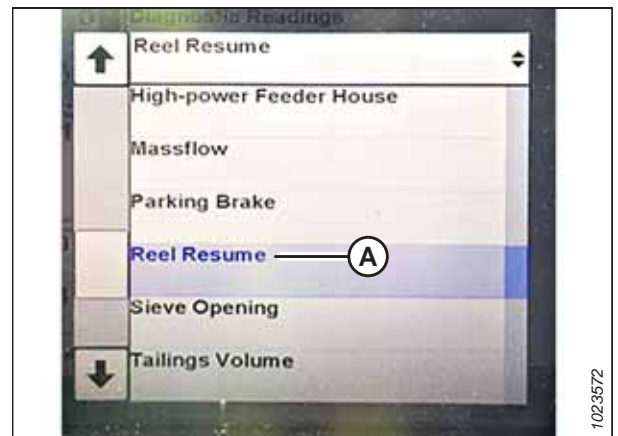 Diagnostic Readings
Reel Resume
High-power Feeder House
Massflow
Parking Brake
Reel Resume
A
Sieve Opening
Tailings Volume
1023572